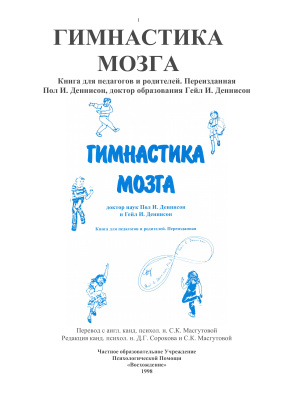 1
ГИМНАСТИКА
МОЗГА
Книга для педагогов и родителей. Переизданная
Пол И. Деннисон, доктор образования Гейл И. Деннисон
ГИМНАСТИКА
МОЗГА
доктор наук Пол И. Деннисон
и Гейл И. Деннисон
Книга для педагогов и родителей. Переизданная
Перевод с англ. канд. психол. н. С.К. Масгутовой
Редакция канд. психол. н. Д.Г. Сорокова и С.К. Масгутовой
Частное образовательное Учреждение
Психологической Помощи
«Восхождение»
1998